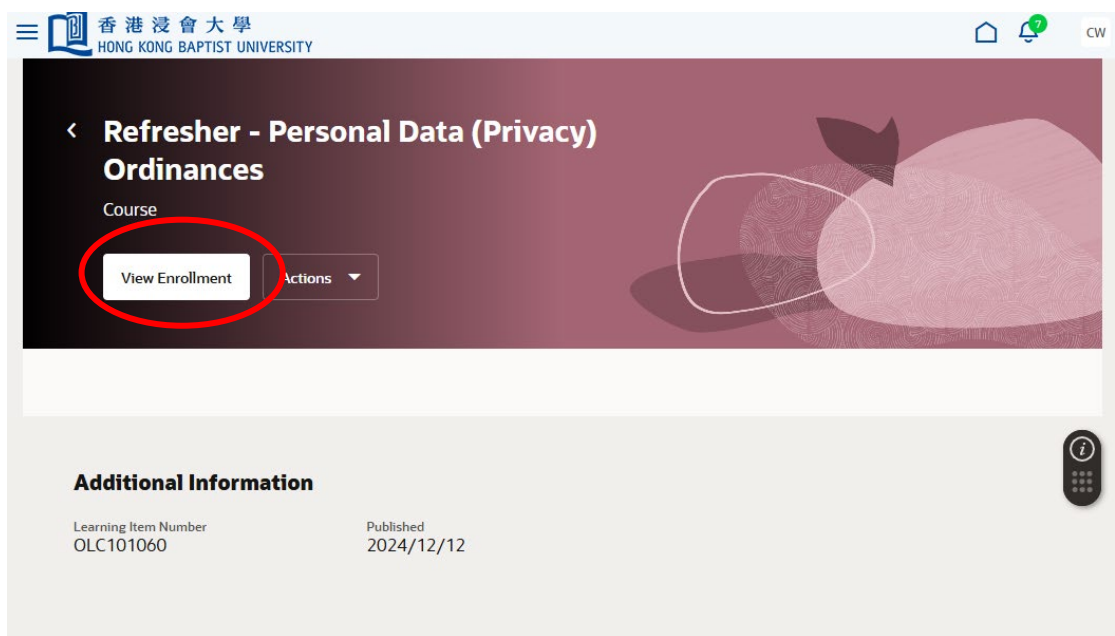 香港浸會大學
HONG KONG BAPTIST UNIVERSITY
7
CW
Refresher - Personal Data (Privacy)
Ordinances
Course
View Enrollment
Actions
Additional Information
Learning Item Number
Published
OLC101060
2024/12/12